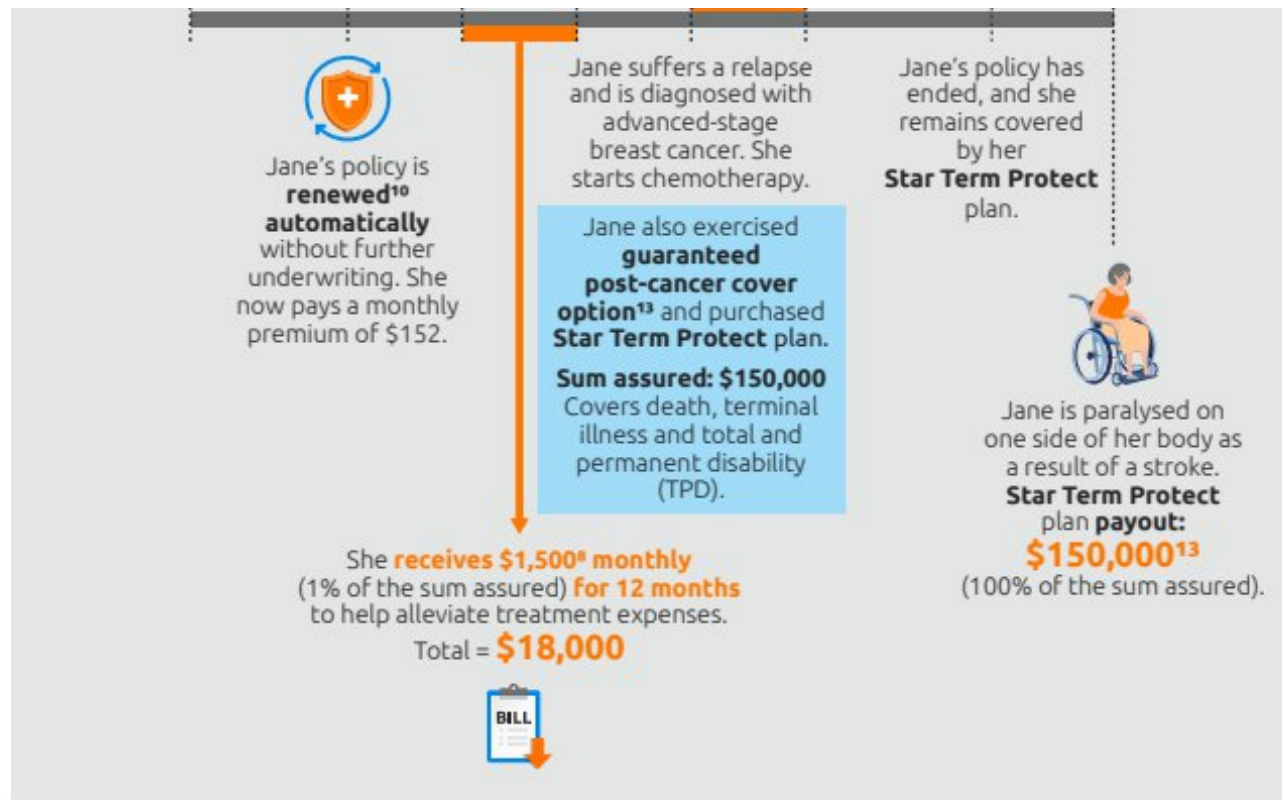 Jane's policy is
renewed¹⁰
automatically
without further
underwriting. She
now pays a monthly
premium of $152.
Jane suffers a relapse
and is diagnosed with
advanced-stage
breast cancer. She
starts chemotherapy.
Jane also exercised
guaranteed
post-cancer cover
option¹³ and purchased
Star Term Protect plan.
Sum assured: $150,000
Covers death, terminal
illness and total and
permanent disability
(TPD).
She receives $1,500⁸ monthly
(1% of the sum assured) for 12 months
to help alleviate treatment expenses.
Total = $18,000
BILL
Jane's policy has
ended, and she
remains covered
by her
Star Term Protect
plan.
Jane is paralysed on
one side of her body as
a result of a stroke.
Star Term Protect
plan payout:
$150,000¹³
(100% of the sum assured).